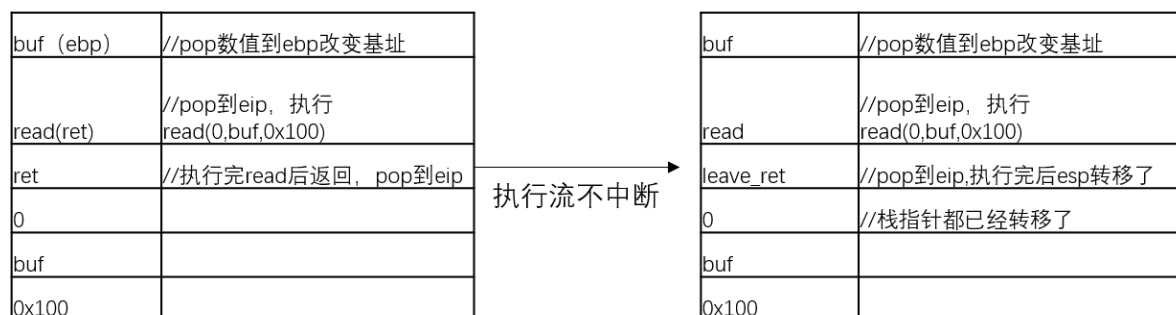 buf（ebp） //pop数值到ebp改变基址
//pop到eip，执行
read(ret) read(0,buf,0x100)
ret //执行完read后返回，pop到eip
0
buf
0x100
执行流不中断
buf //pop数值到ebp改变基址
//pop到eip，执行
read read(0,buf,0x100)
leave_ret //pop到eip,执行完后esp转移了
0 //栈指针都已经转移了
buf
0x100